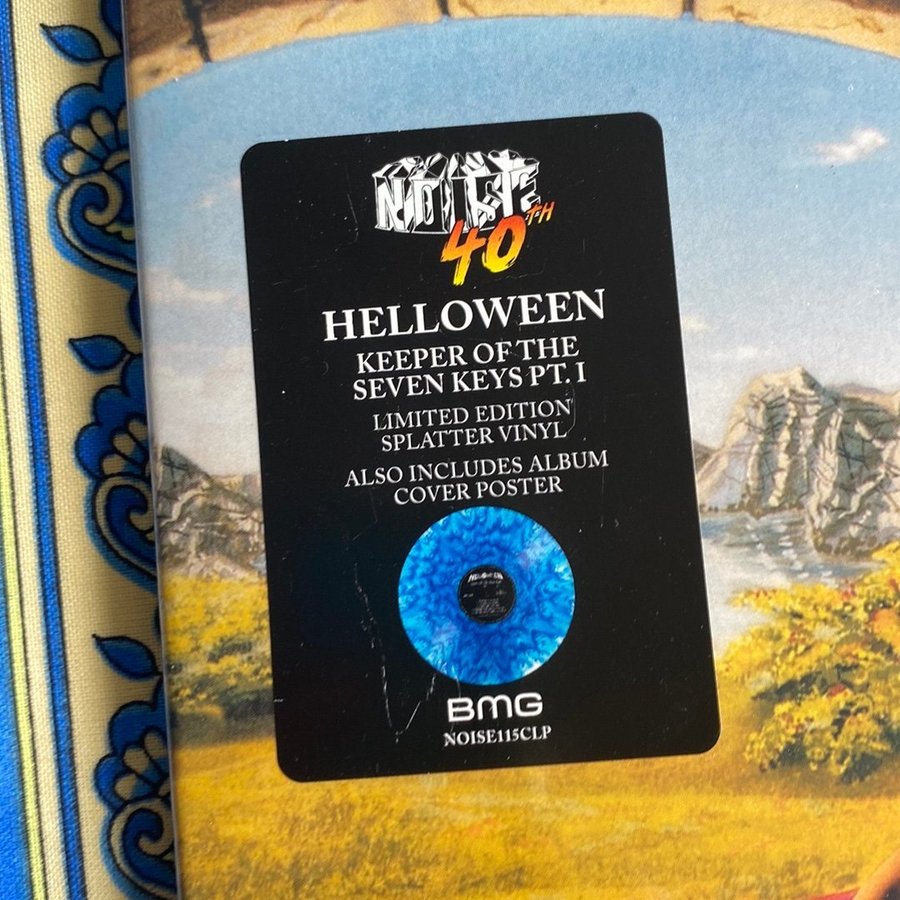 NOISE
40TH
HELLOWEEN
KEEPER OF THE
SEVEN KEYS PT. I
LIMITED EDITION
SPLATTER VINYL
ALSO INCLUDES ALBUM
COVER POSTER
HELLOWEEN
BMG
NOISE115CLP